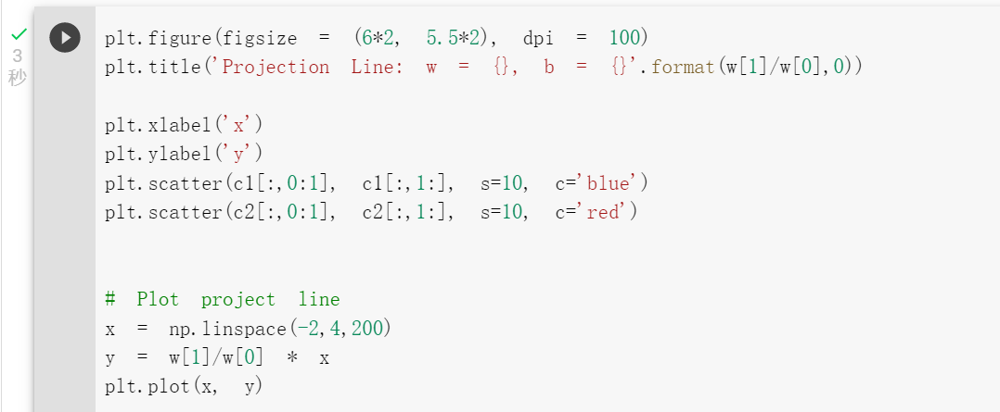 plt.figure(figsize = (6*2, 5.5*2), dpi = 100)
plt.title('Projection Line: w = {}, b = {}'.format(w[1]/w[0],0))
3
秒
plt.xlabel('x')
plt.ylabel('y')
plt.scatter(c1[:,0:1], c1[:,1:], s=10, c='blue')
plt.scatter(c2[:,0:1], c2[:,1:], s=10, c='red')
# Plot project line
x = np.linspace(-2,4,200)
y = w[1]/w[0] * x
plt.plot(x, y)